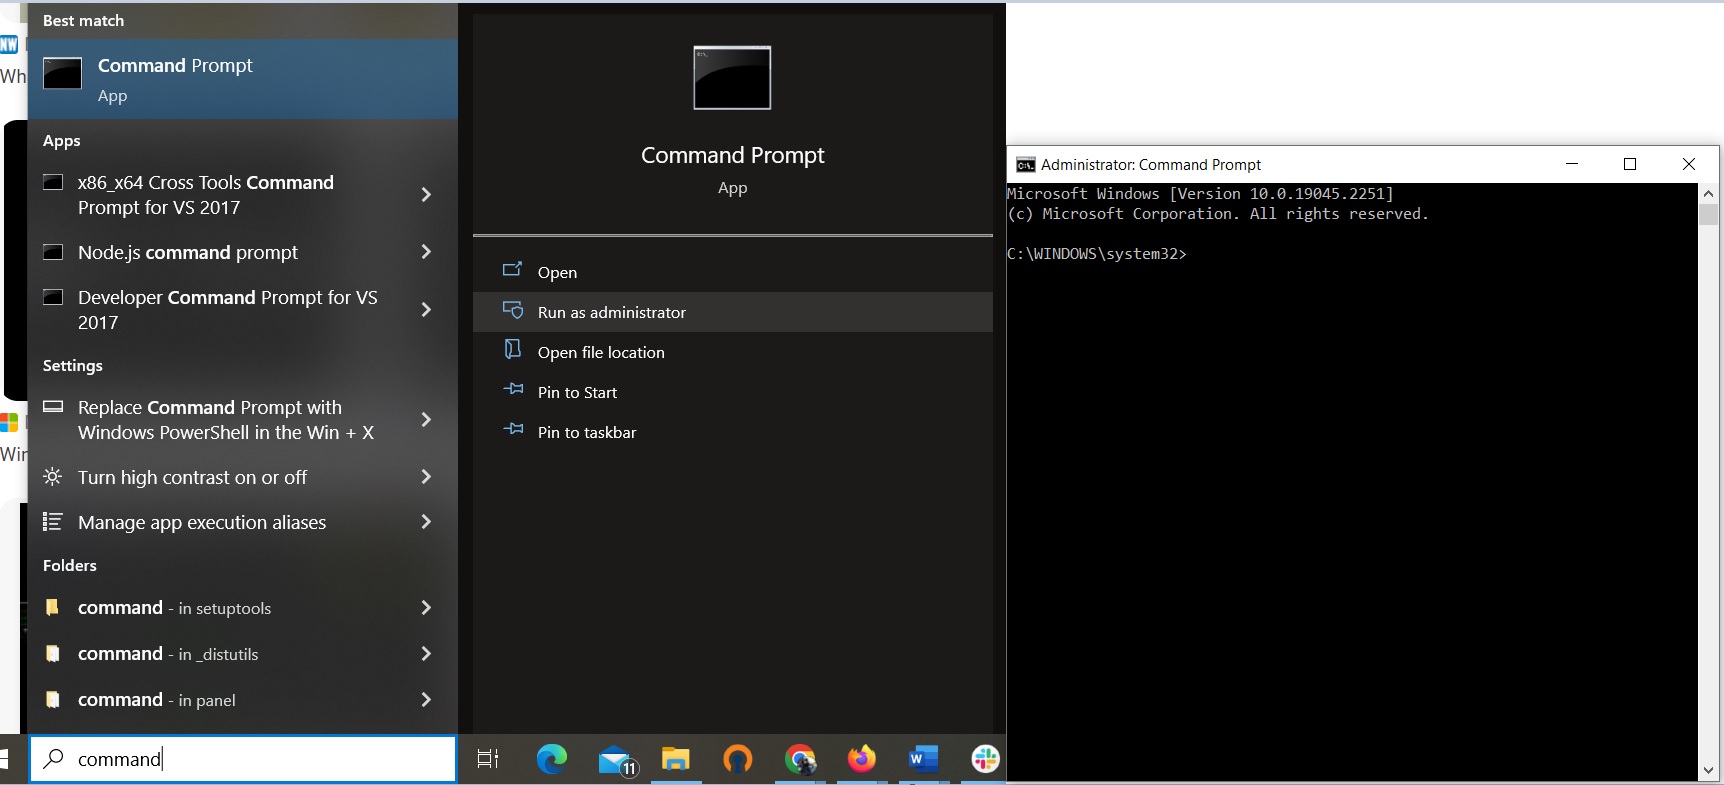 Best match
Command Prompt
App
Apps
x86_x64 Cross Tools Command
Prompt for VS 2017
Node.js command prompt
Developer Command Prompt for VS
2017
Settings
Replace Command Prompt with
Windows PowerShell in the Win + X
Turn high contrast on or off
Manage app execution aliases
Folders
command - in setuptools
command - in _distutils
command - in panel
command
NW
Wh
Command Prompt
App
Open
Run as administrator
Open file location
Pin to Start
Pin to taskbar
11
W
Administrator: Command Prompt
Microsoft Windows [Version 10.0.19045.2251]
(c) Microsoft Corporation. All rights reserved.
C:\WINDOWS\system32>